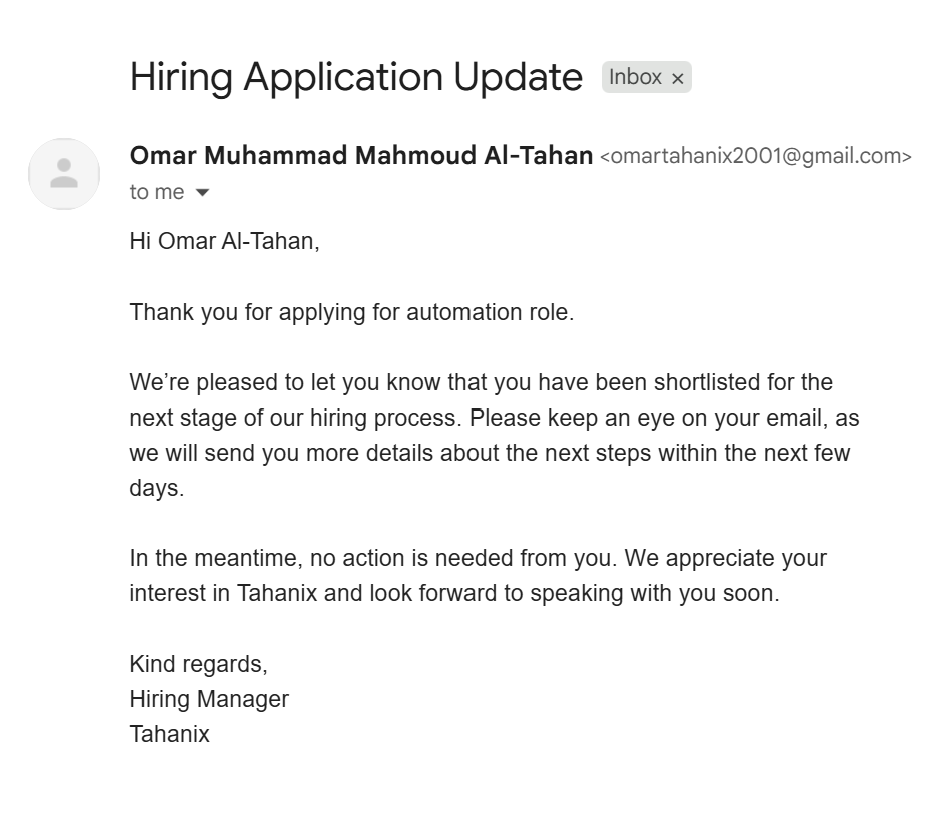 Hiring Application Update Inbox ×
Omar Muhammad Mahmoud Al-Tahan <omartahanix2001@gmail.com>
to me
Hi Omar Al-Tahan,
Thank you for applying for automation role.
We’re pleased to let you know that you have been shortlisted for the
next stage of our hiring process. Please keep an eye on your email, as
we will send you more details about the next steps within the next few
days.
In the meantime, no action is needed from you. We appreciate your
interest in Tahanix and look forward to speaking with you soon.
Kind regards,
Hiring Manager
Tahanix